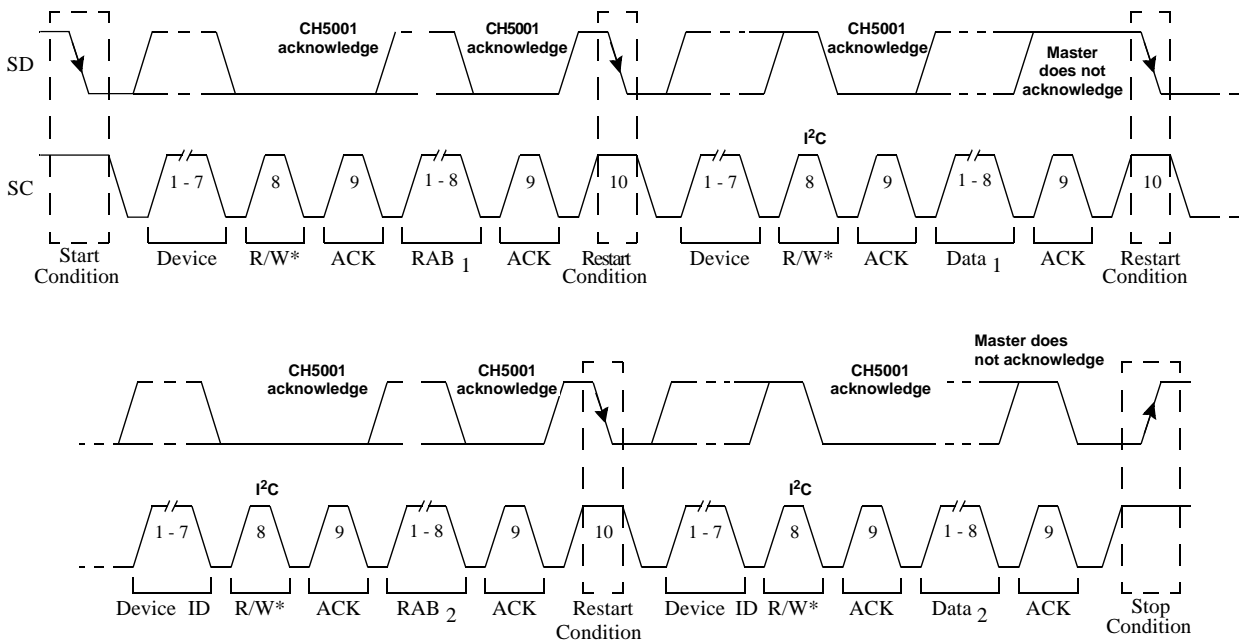 CH5001
acknowledge
CH5001
acknowledge
CH5001
acknowledge
Master
does not
acknowledge
SD
I²C
SC
1 - 7 8 9 1 - 8 9 10 1 - 7 8 9 1 - 8 9 10
Start
Condition
Device R/W* ACK RAB 1 ACK
Restart
Condition
Device R/W* ACK Data 1 ACK
Restart
Condition
CH5001
acknowledge
CH5001
acknowledge
CH5001
acknowledge
Master does
not acknowledge
I²C I²C
1 - 7 8 9 1 - 8 9 10 1 - 7 8 9 1 - 8 9
Device ID R/W* ACK RAB 2 ACK
Restart
Condition
Device ID R/W* ACK Data 2 ACK
Stop
Condition